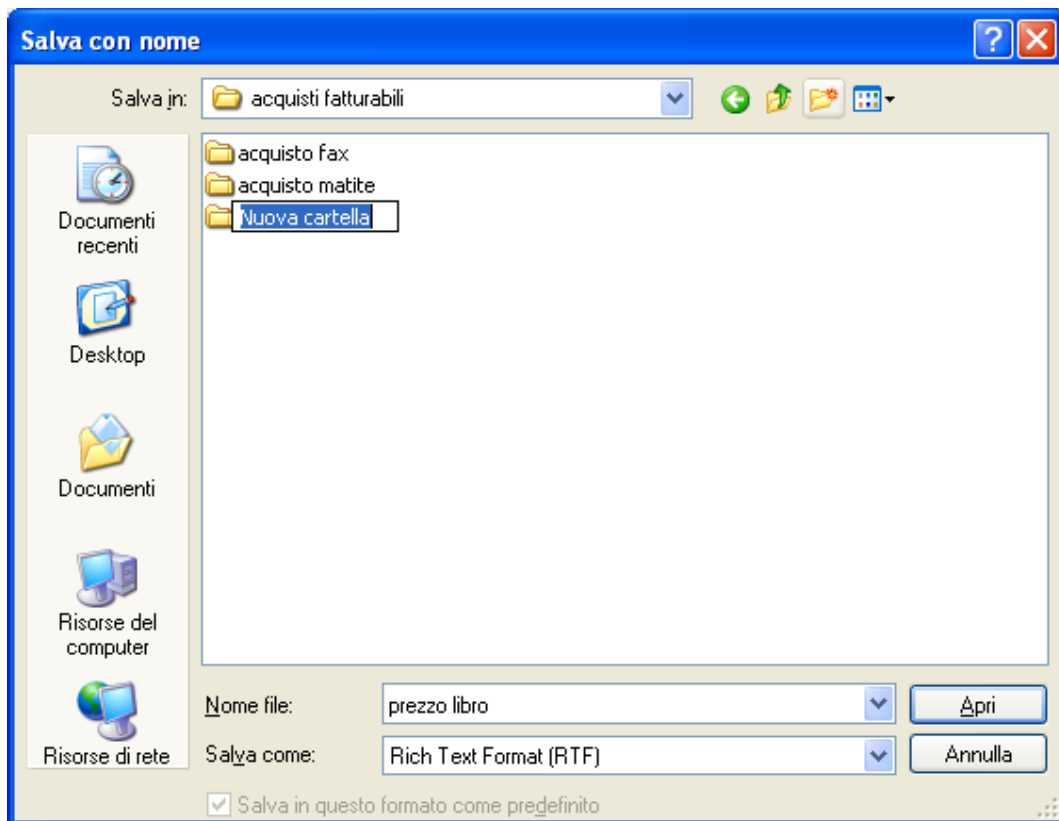 Salva con nome
Salva in:
acquisti fatturabili
acquisto fax
acquisto matite
Nuova cartella
Documenti
recenti
Desktop
Documenti
Risorse del
computer
Risorse di rete
Nome file:
prezzo libro
Apri
Salva come:
Rich Text Format (RTF)
Annulla
Salva in questo formato come predefinito